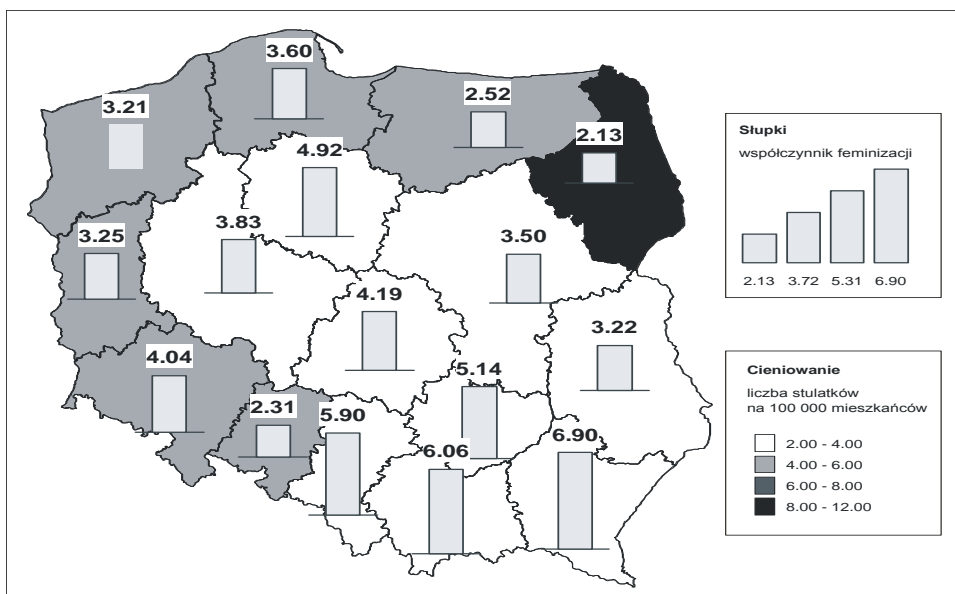 3.60
3.21
2.52
2.13
4.92
3.83
3.25
3.50
4.19
3.22
4.04
5.14
2.31
5.90
6.06
6.90
Słupki
współczynnik feminizacji
2.13 3.72 5.31 6.90
Cieniowanie
liczba stulatków
na 100 000 mieszkańców
2.00 - 4.00
4.00 - 6.00
6.00 - 8.00
8.00 - 12.00